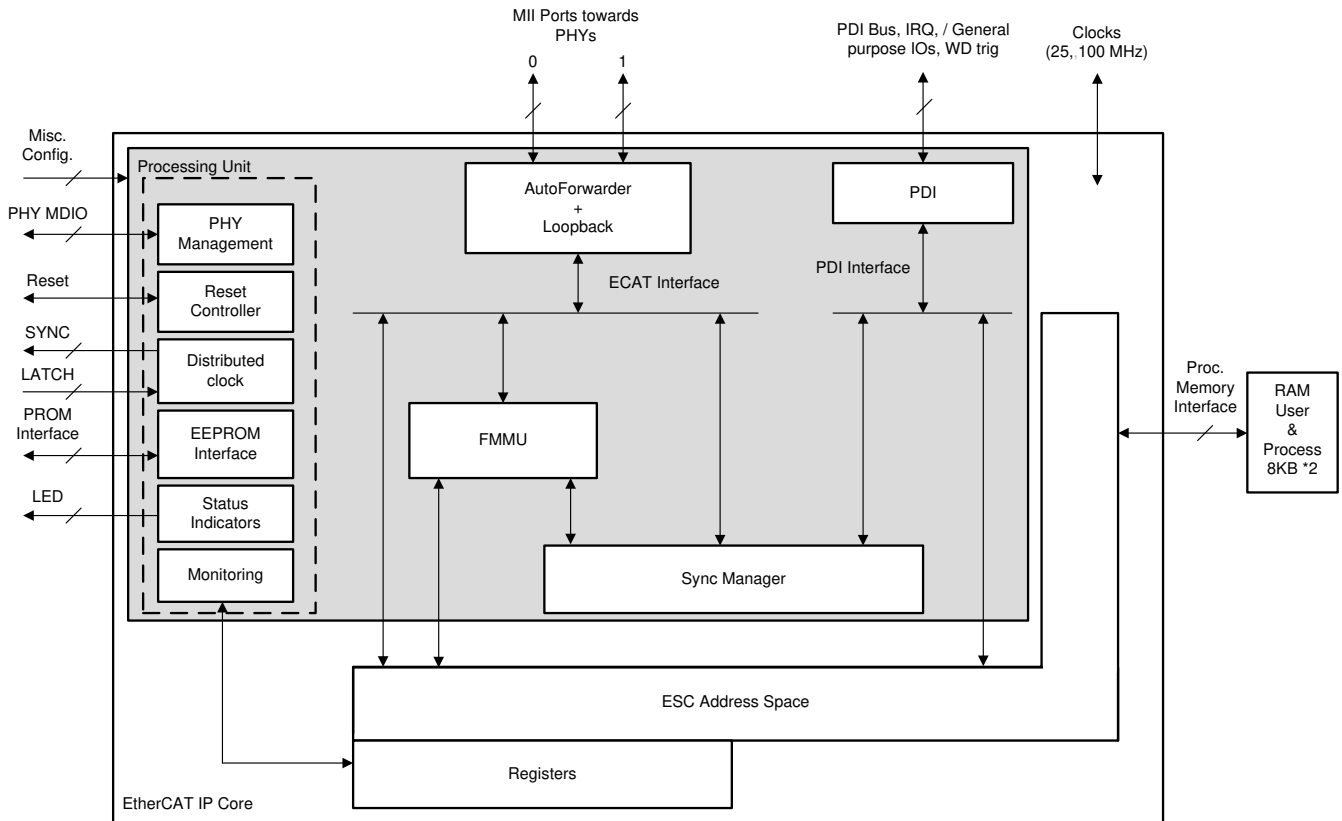 MII Ports towards
PHYs
0
1
PDI Bus, IRQ, / General
purpose IOs, WD trig
Clocks
(25, 100 MHz)
Misc.
Config.
Processing Unit
PHY MDIO
PHY
Management
Reset
Reset
Controller
SYNC
LATCH
Distributed
clock
PROM
Interface
EEPROM
Interface
LED
Status
Indicators
Monitoring
AutoForwarder
+
Loopback
PDI
ECAT Interface
PDI Interface
FMMU
Sync Manager
Proc.
Memory
Interface
RAM
User
&
Process
8KB *2
ESC Address Space
Registers
EtherCAT IP Core